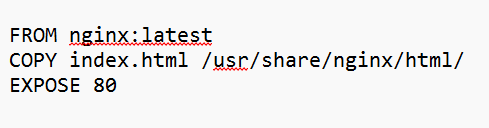 FROM nginx:latest
COPY index.html /usr/share/nginx/html/
EXPOSE 80